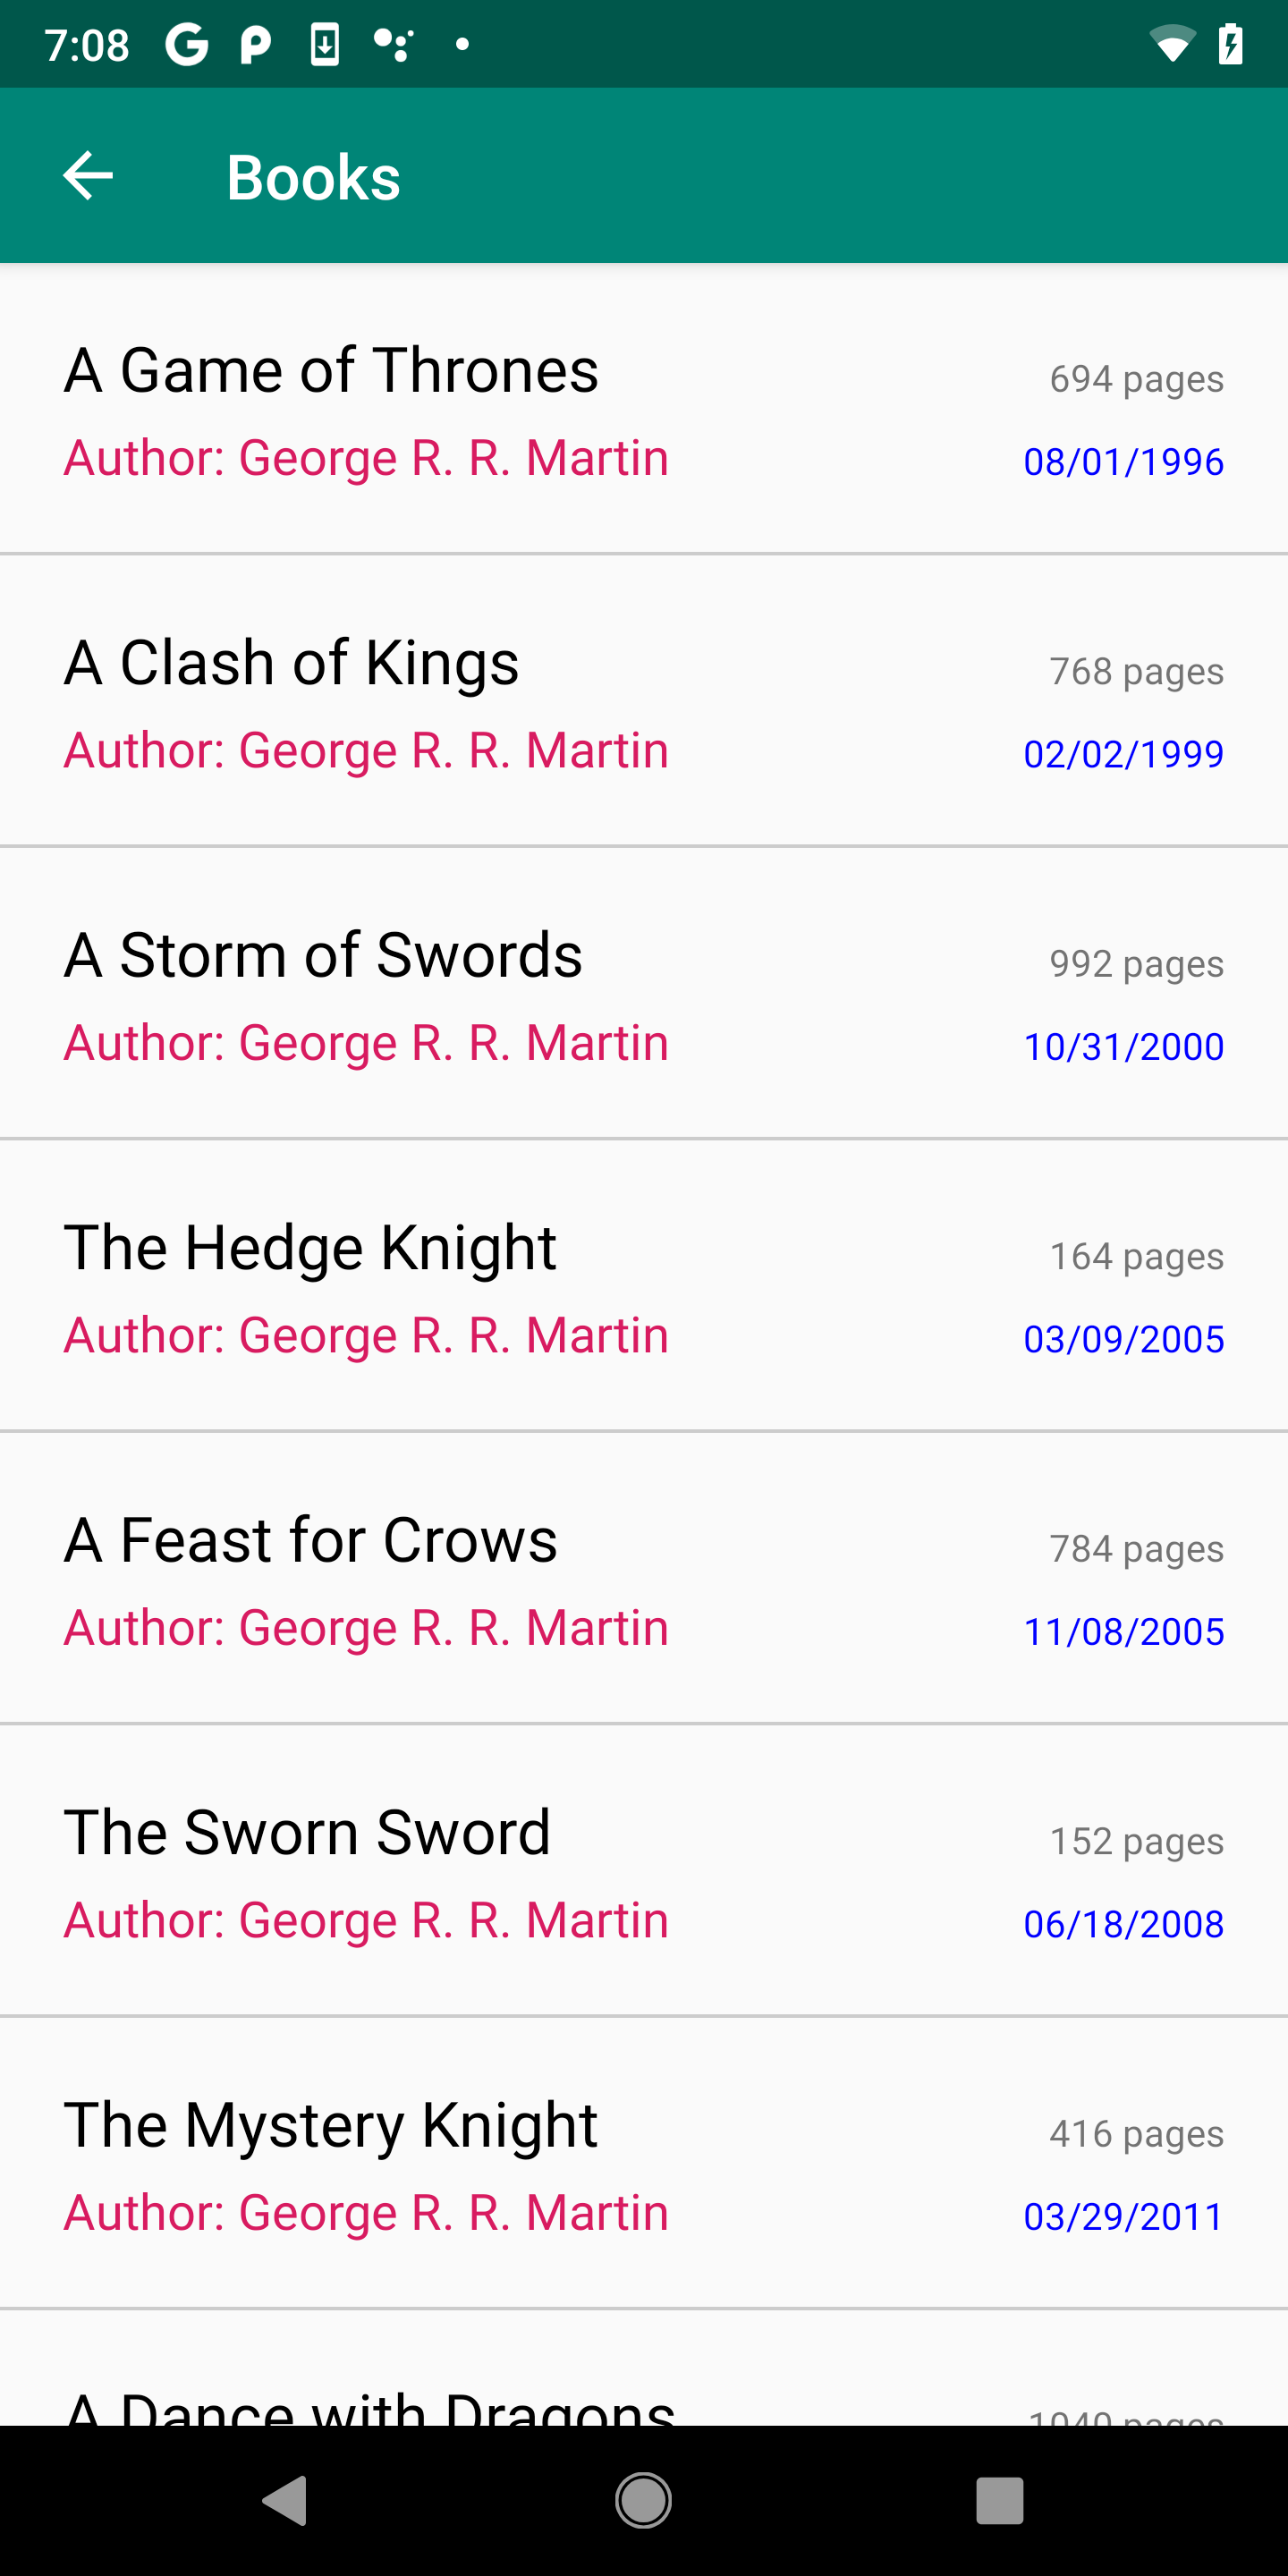 7:08
Books
A Game of Thrones
694 pages
Author: George R. R. Martin
08/01/1996
A Clash of Kings
768 pages
Author: George R. R. Martin
02/02/1999
A Storm of Swords
992 pages
Author: George R. R. Martin
10/31/2000
The Hedge Knight
164 pages
Author: George R. R. Martin
03/09/2005
A Feast for Crows
784 pages
Author: George R. R. Martin
11/08/2005
The Sworn Sword
152 pages
Author: George R. R. Martin
06/18/2008
The Mystery Knight
416 pages
Author: George R. R. Martin
03/29/2011
A Dance with Dragons
1040 pages